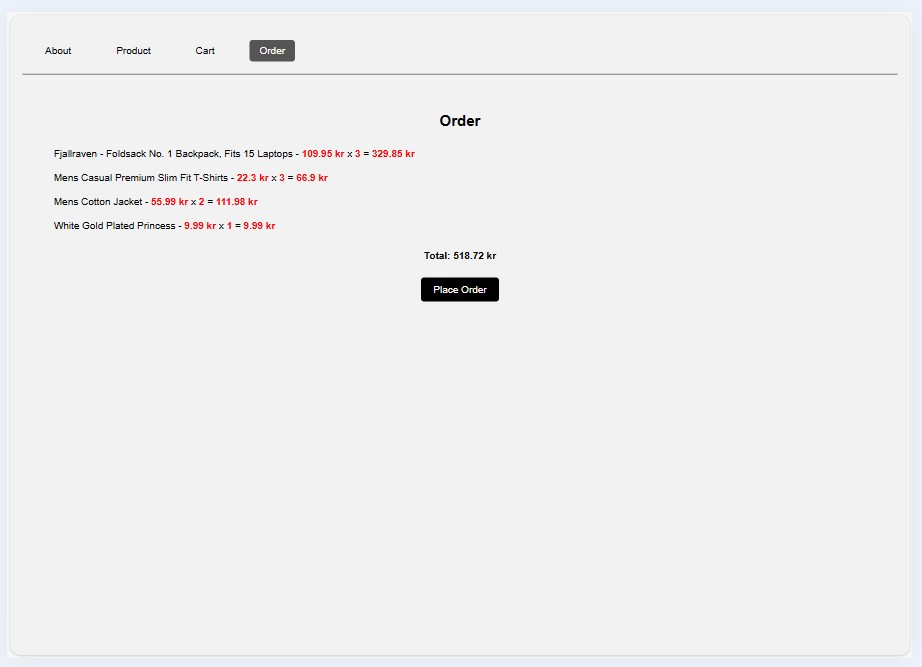 About Product Cart Order
Order
Fjallraven - Foldsack No. 1 Backpack, Fits 15 Laptops - 109.95 kr x 3 = 329.85 kr
Mens Casual Premium Slim Fit T-Shirts - 22.3 kr x 3 = 66.9 kr
Mens Cotton Jacket - 55.99 kr x 2 = 111.98 kr
White Gold Plated Princess - 9.99 kr x 1 = 9.99 kr
Total: 518.72 kr
Place Order